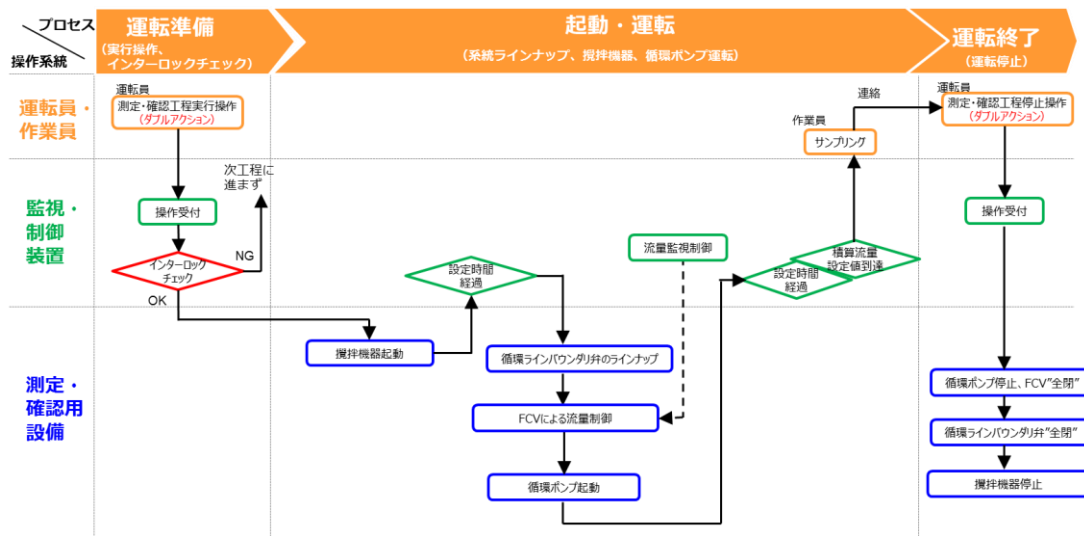 プロセス
操作系統
運転準備
(実行操作、
インターロックチェック)
起動・運転
(系統ラインナップ、攪拌機器、循環ポンプ運転)
運転終了
(運転停止)
運転員・
作業員
運転員
測定・確認工程実行操作
(ダブルアクション)
作業員
サンプリング
連絡
運転員
測定・確認工程停止操作
(ダブルアクション)
監視・
制御
装置
操作受付
次工程に
進まず
インターロック
チェック
NG
OK
設定時間
経過
流量監視制御
設定時間
経過
積算流量
設定値到達
操作受付
測定・
確認用
設備
攪拌機器起動
循環ラインバウンダリ弁のラインナップ
FCVによる流量制御
循環ポンプ起動
循環ポンプ停止、FCV"全閉"
循環ラインバウンダリ弁"全閉"
攪拌機器停止